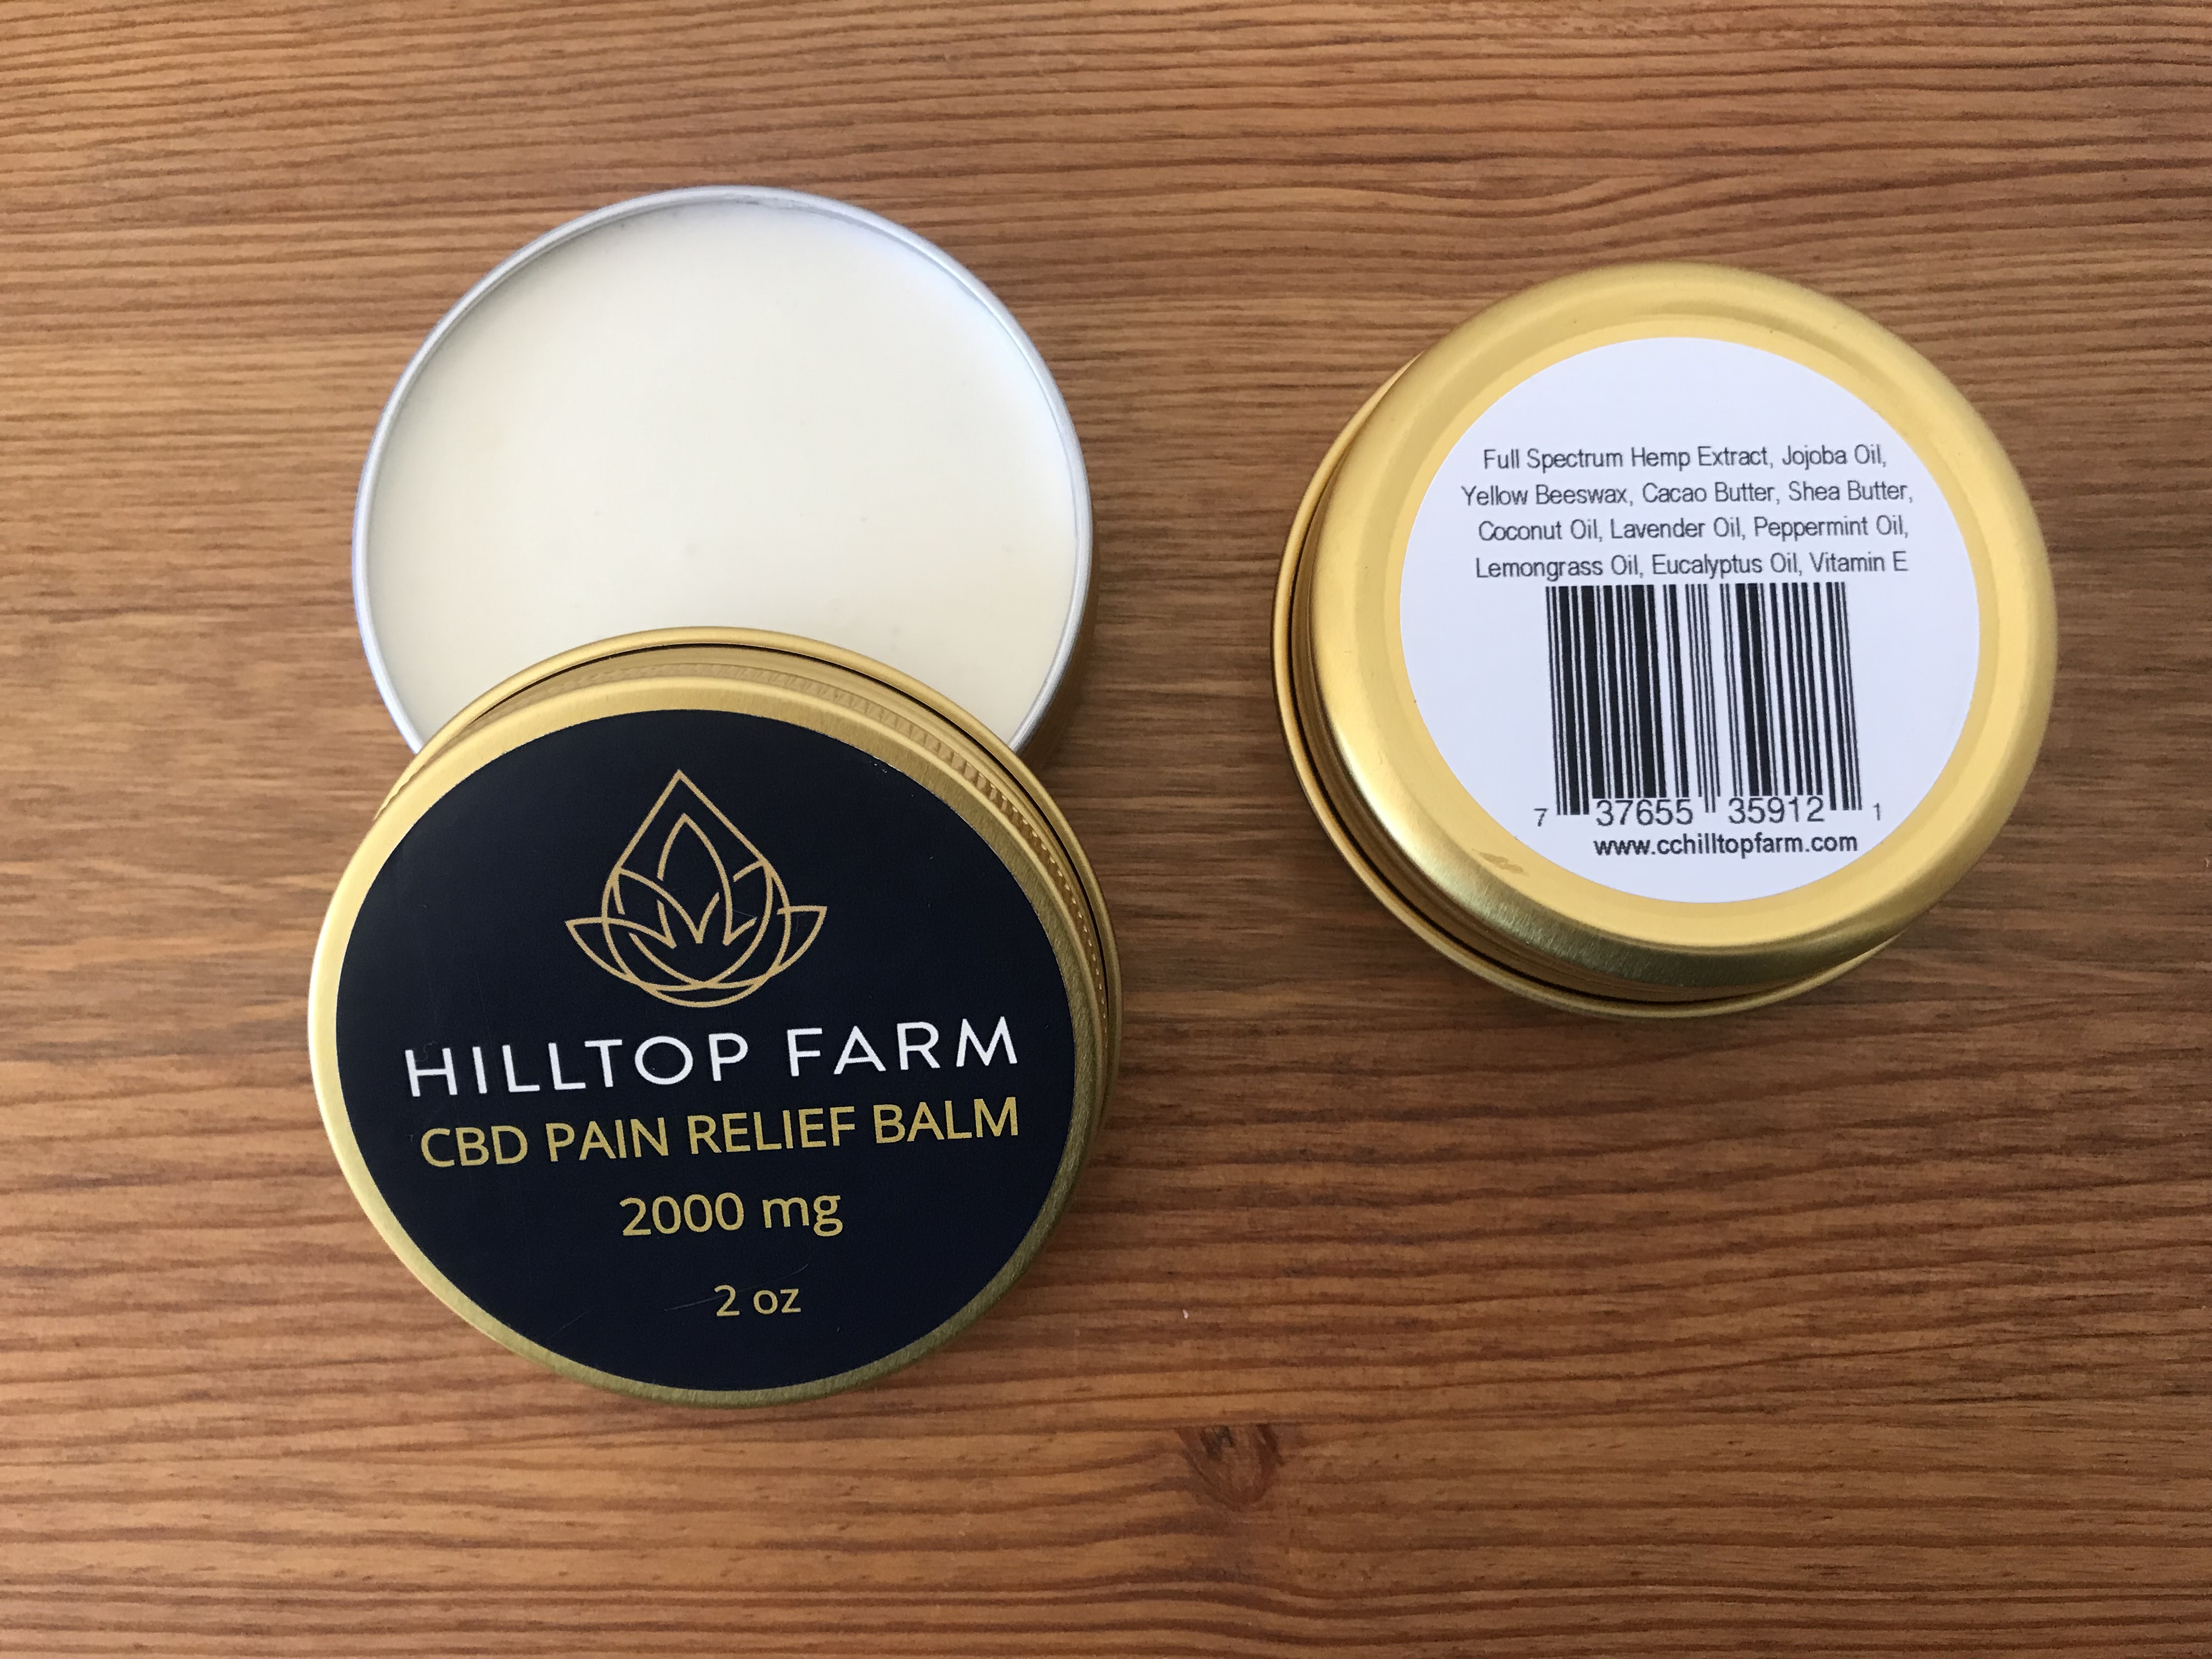 HILLTOP FARM
CBD PAIN RELIEF BALM
2000 mg
2 oz
Full Spectrum Hemp Extract, Jojoba Oil,
Yellow Beeswax, Cacao Butter, Shea Butter,
Coconut Oil, Lavender Oil, Peppermint Oil,
Lemongrass Oil, Eucalyptus Oil, Vitamin E
7 37655 35912 1
www.cchilltopfarm.com